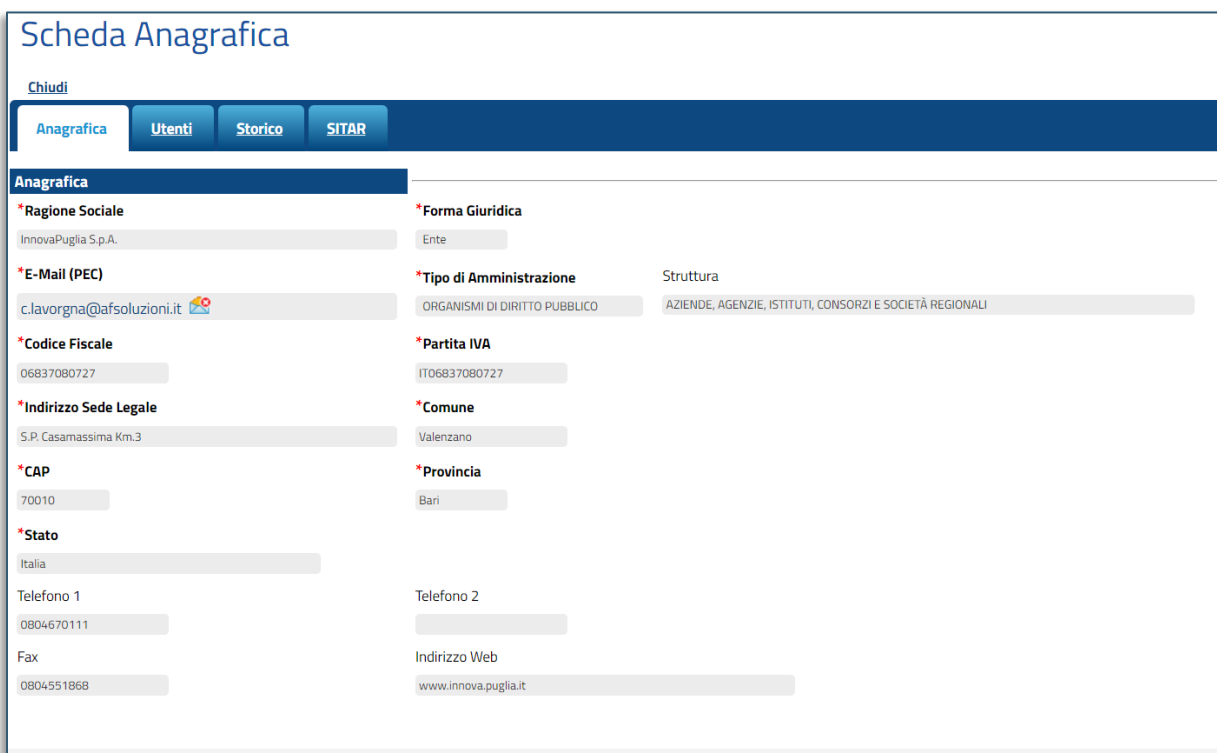 Scheda Anagrafica
Chiudi
Anagrafica Utenti Storico SITAR
Anagrafica
*Ragione Sociale *Forma Giuridica
InnovaPuglia S.p.A. Ente
*E-Mail (PEC) *Tipo di Amministrazione Struttura
c.lavorgna@afsoluzioni.it ORGANISMI DI DIRITTO PUBBLICO AZIENDE, AGENZIE, ISTITUTI, CONSORZI E SOCIETÀ REGIONALI
*Codice Fiscale *Partita IVA
06837080727 IT06837080727
*Indirizzo Sede Legale *Comune
S.P. Casamassima Km.3 Valenzano
*CAP *Provincia
70010 Bari
*Stato
Italia
Telefono 1 Telefono 2
0804670111
Fax Indirizzo Web
0804551868 www.innova.puglia.it